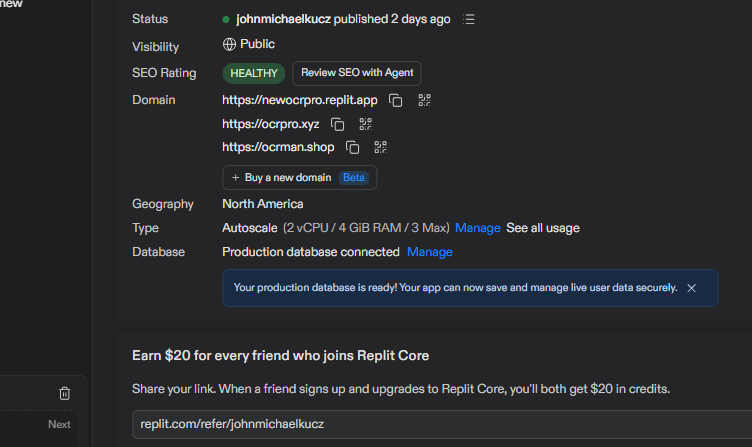 new
Status johnmichaelkucz published 2 days ago
Visibility Public
SEO Rating HEALTHY Review SEO with Agent
Domain https://newocrpro.replit.app
https://ocrpro.xyz
https://ocrman.shop
+ Buy a new domain Beta
Geography North America
Type Autoscale (2 vCPU / 4 GiB RAM / 3 Max) Manage See all usage
Database Production database connected Manage
Your production database is ready! Your app can now save and manage live user data securely.
Earn $20 for every friend who joins Replit Core
Share your link. When a friend signs up and upgrades to Replit Core, you'll both get $20 in credits.
Next
replit.com/refer/johnmichaelkucz